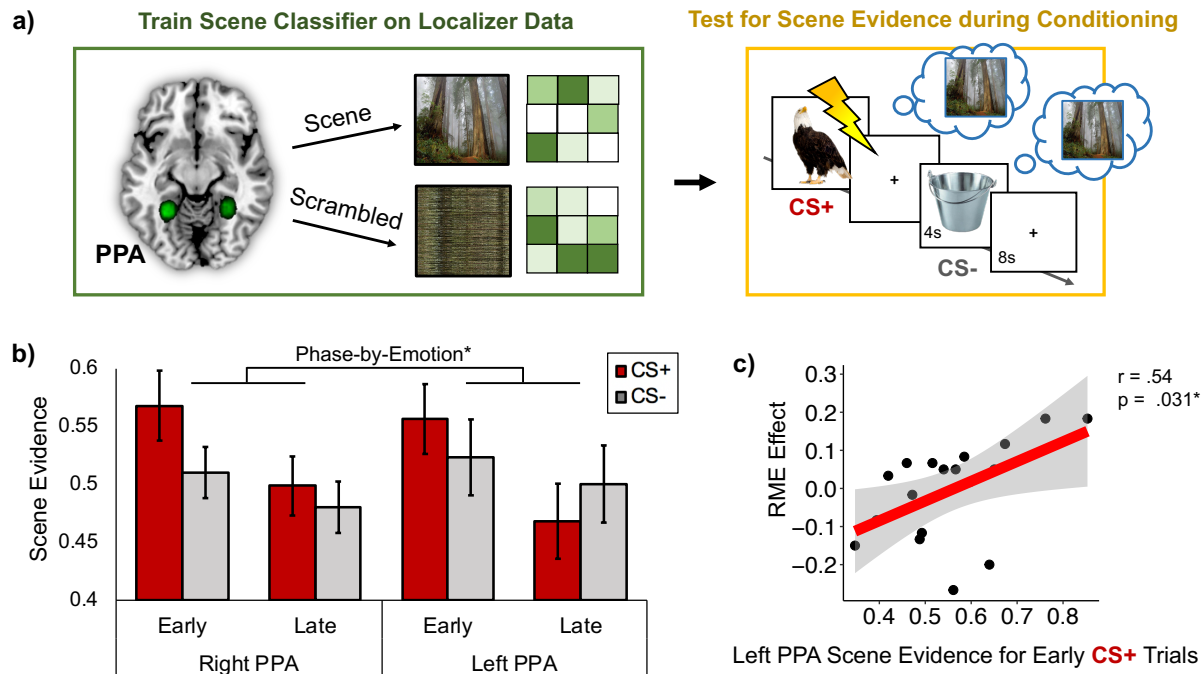 a)
Train Scene Classifier on Localizer Data
Test for Scene Evidence during Conditioning
Scene
Scrambled
PPA
CS+
+
4s
CS-
+
8s
b)
Phase-by-Emotion*
CS+
CS-
Scene Evidence
0.6
0.55
0.5
0.45
0.4
Early
Late
Early
Late
Right PPA
Left PPA
c)
r = .54
p = .031*
RME Effect
0.3
0.2
0.1
0.0
−0.1
−0.2
0.4
0.5
0.6
0.7
0.8
Left PPA Scene Evidence for Early CS+ Trials